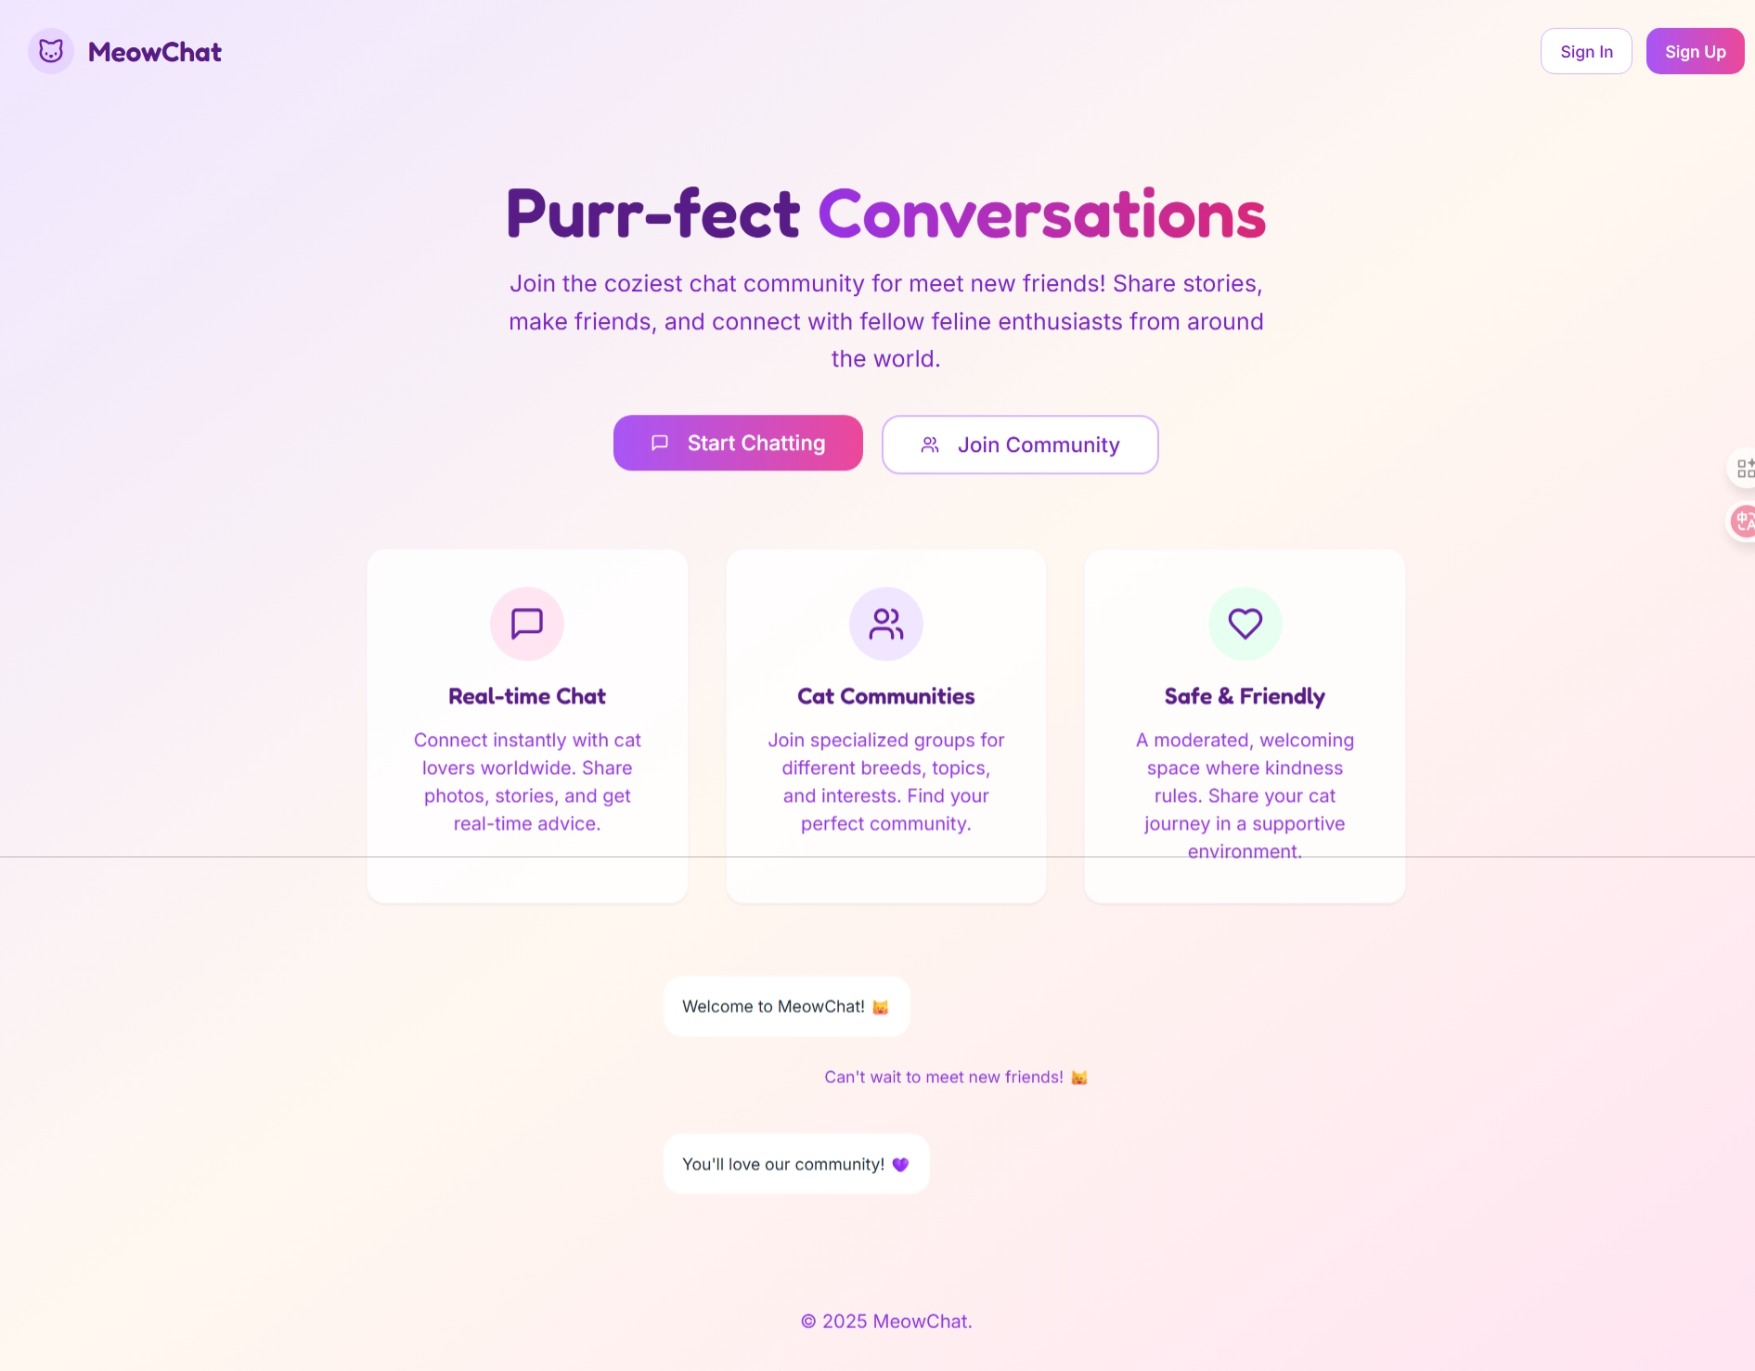 MeowChat
Sign In
Sign Up
Purr-fect Conversations
Join the coziest chat community for meet new friends! Share stories,
make friends, and connect with fellow feline enthusiasts from around
the world.
Start Chatting
Join Community
Real-time Chat
Connect instantly with cat
lovers worldwide. Share
photos, stories, and get
real-time advice.
Cat Communities
Join specialized groups for
different breeds, topics,
and interests. Find your
perfect community.
Safe & Friendly
A moderated, welcoming
space where kindness
rules. Share your cat
journey in a supportive
environment.
中A
Welcome to MeowChat! 😸
Can't wait to meet new friends! 😸
You'll love our community! 💜
© 2025 MeowChat.